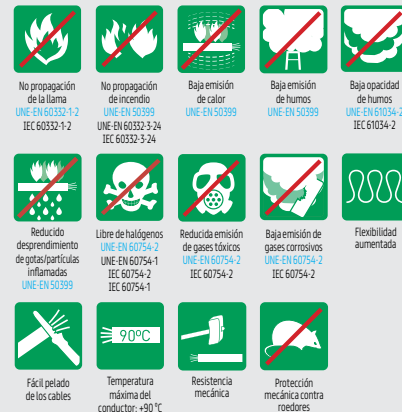 No propagación
de la llama
UNE-EN 60332-1-2
IEC 60332-1-2
No propagación
de incendio
UNE-EN 50399
UNE-EN 60332-3-24
IEC 60332-3-24
Baja emisión
de calor
UNE-EN 50399
Baja emisión
de humos
UNE-EN 50399
Baja opacidad
de humos
UNE-EN 61034-2
IEC 61034-2
Reducido
desprendimiento
de gotas/partículas
inflamadas
UNE-EN 50399
Libre de halógenos
UNE-EN 60754-2
UNE-EN 60754-1
IEC 60754-2
IEC 60754-1
Reducida emisión
de gases tóxicos
UNE-EN 60754-2
IEC 60754-2
Baja emisión de
gases corrosivos
UNE-EN 60754-2
IEC 60754-2
Flexibilidad
aumentada
Fácil pelado
de los cables
90ºC
Temperatura
máxima del
conductor: +90 °C
Resistencia
mecánica
Protección
mecánica contra
roedores